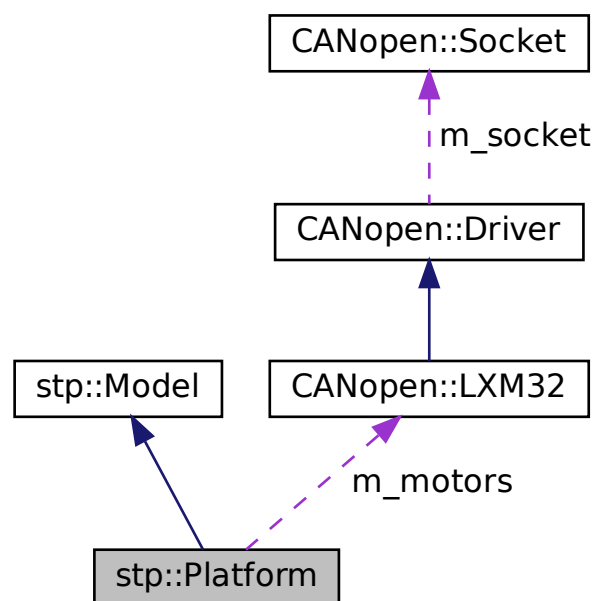 CANopen::Socket
m_socket
CANopen::Driver
stp::Model
CANopen::LXM32
m_motors
stp::Platform